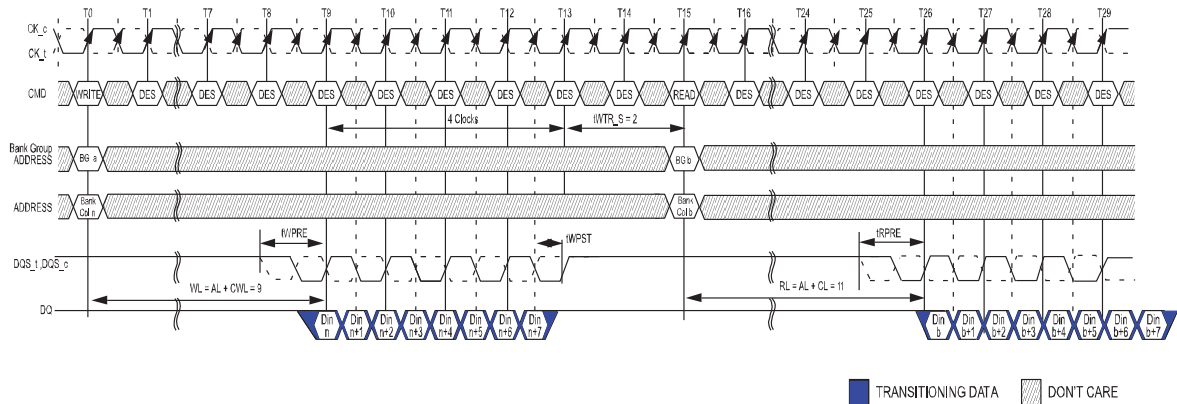 T0 T1 T7 T8 T9 T10 T11 T12 T13 T14 T15 T16 T24 T25 T26 T27 T28 T29
CK_c
CK_t
CMD WRITE DES DES DES DES DES DES DES DES DES READ DES DES DES DES DES DES DES
4 Clocks tWTR_S = 2
Bank Group
ADDRESS BG a BG b
ADDRESS Bank Col n Bank Col b
tWPRE tWPST tRPRE
DQS_t,DQS_c
WL = AL + CWL = 9 RL = AL + CL = 11
DQ
Din n Din n+1 Din n+2 Din n+3 Din n+4 Din n+5 Din n+6 Din n+7 Din b Din b+1 Din b+2 Din b+3 Din b+4 Din b+5 Din b+6 Din b+7
TRANSITIONING DATA DON'T CARE